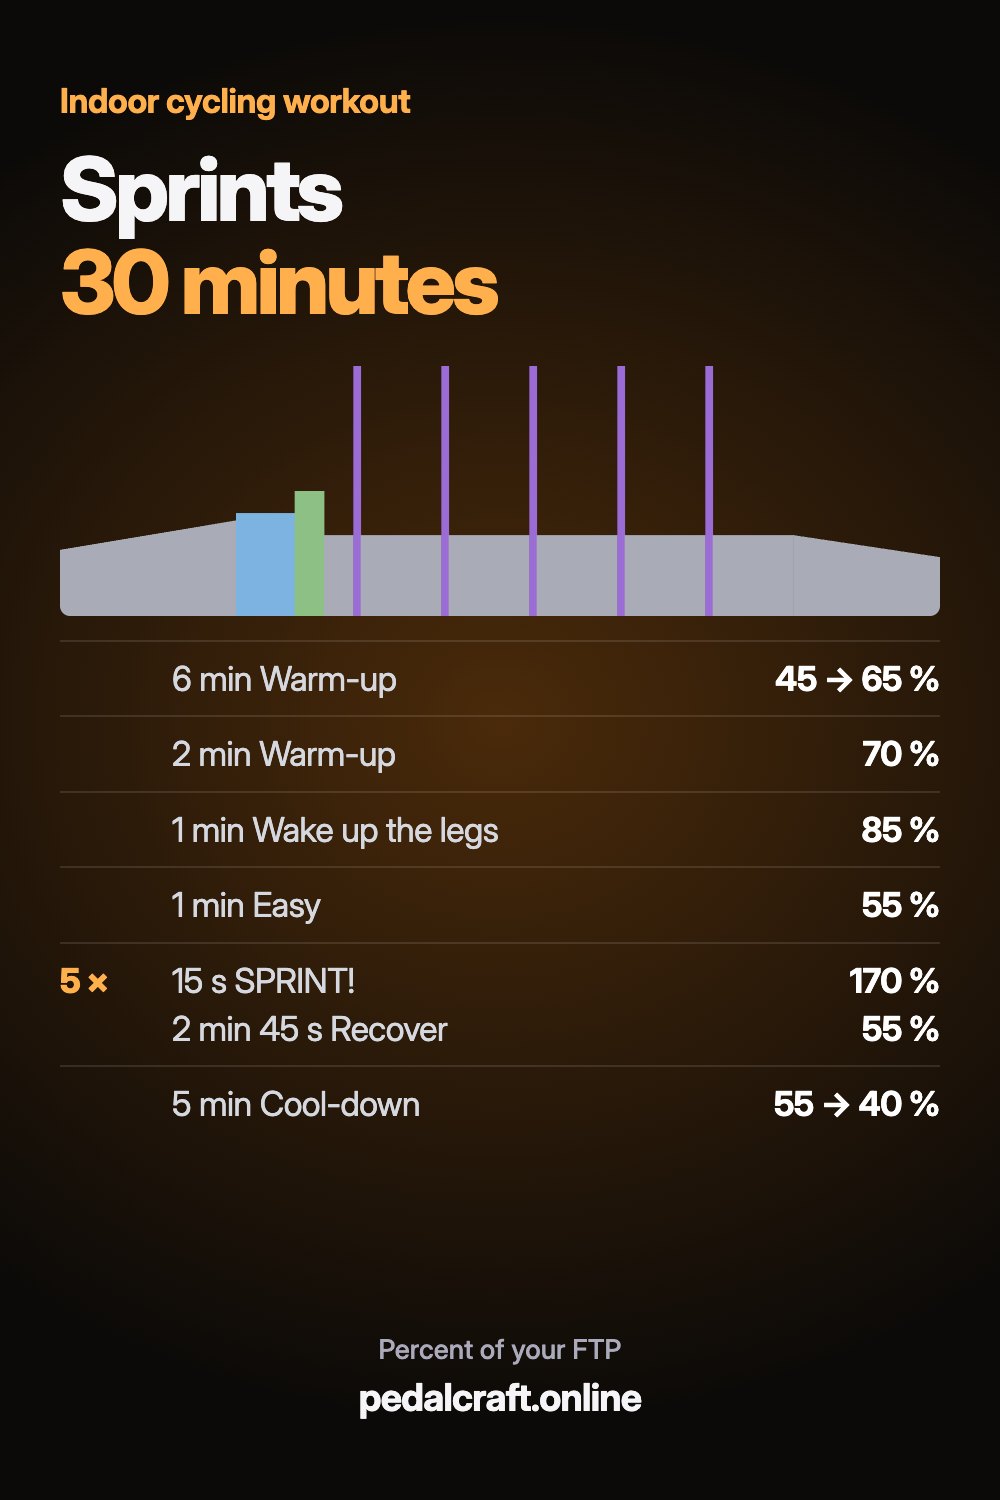 Indoor cycling workout
Sprints
30 minutes
6 min Warm-up 45 → 65 %
2 min Warm-up 70 %
1 min Wake up the legs 85 %
1 min Easy 55 %
5 × 15 s SPRINT! 170 %
2 min 45 s Recover 55 %
5 min Cool-down 55 → 40 %
Percent of your FTP
pedalcraft.online